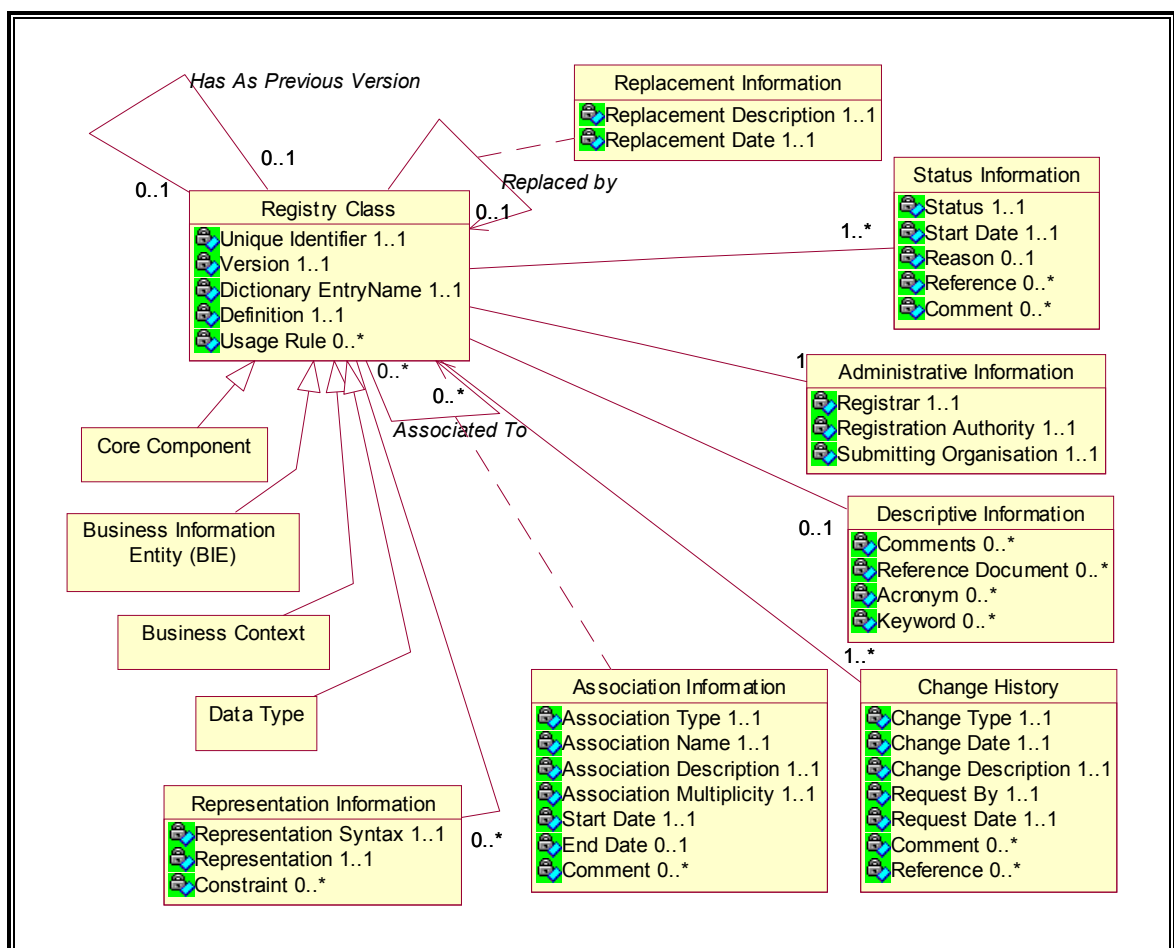 Has As Previous Version
0..1
0..1
Replaced by
0..1
Replacement Information
Replacement Description 1..1
Replacement Date 1..1
Registry Class
Unique Identifier 1..1
Version 1..1
Dictionary EntryName 1..1
Definition 1..1
Usage Rule 0..*
Status Information
Status 1..1
Start Date 1..1
Reason 0..1
Reference 0..*
Comment 0..*
1..*
Administrative Information
Registrar 1..1
Registration Authority 1..1
Submitting Organisation 1..1
1
0..*
0..*
Associated To
Core Component
Business Information
Entity (BIE)
Business Context
Data Type
Descriptive Information
Comments 0..*
Reference Document 0..*
Acronym 0..*
Keyword 0..*
0..1
Representation Information
Representation Syntax 1..1
Representation 1..1
Constraint 0..*
0..*
Association Information
Association Type 1..1
Association Name 1..1
Association Description 1..1
Association Multiplicity 1..1
Start Date 1..1
End Date 0..1
Comment 0..*
1..*
Change History
Change Type 1..1
Change Date 1..1
Change Description 1..1
Request By 1..1
Request Date 1..1
Comment 0..*
Reference 0..*